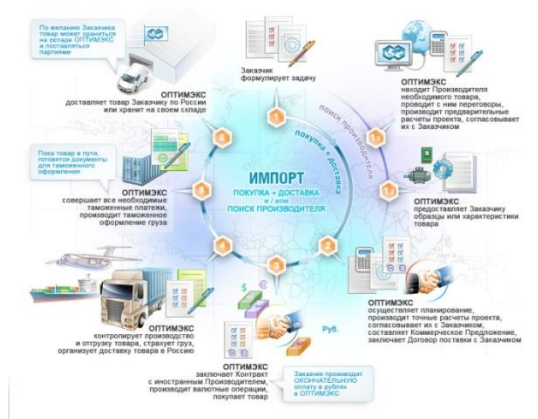 По желанию Заказчика
товар может храниться
на складе ОПТИМЭКС
и поставляться
партиями
ОПТИМЭКС
доставляет товар Заказчику по России
или хранит на своем складе
Заказчик
формулирует задачу
ОПТИМЭКС
находит Производителя
необходимого товара,
проводит с ним переговоры,
производит предварительные
расчеты проекта, согласовывает
их с Заказчиком
поиск производителя
покупка + доставка
1
6
5
4
3
2
ИМПОРТ
ПОКУПКА + ДОСТАВКА
и / или
ПОИСК ПРОИЗВОДИТЕЛЯ
Пока товар в пути,
готовятся документы
для таможенного
оформления
ОПТИМЭКС
совершает все необходимые
таможенные платежи,
производит таможенное
оформление груза
ОПТИМЭКС
предоставляет Заказчику
образцы или характеристики
товара
ОПТИМЭКС
осуществляет планирование,
производит точные расчеты проекта,
согласовывает их с Заказчиком,
составляет Коммерческое Предложение,
заключает Договор поставки с Заказчиком
ОПТИМЭКС
контролирует производство
и отгрузку товара, страхует груз,
организует доставку товара в Россию
$ €
Руб.
ОПТИМЭКС
заключает Контракт
с иностранным Производителем,
производит валютные операции,
покупает товар
Заказчик производит
ОКОНЧАТЕЛЬНУЮ
оплату в рублях
в ОПТИМЭКС